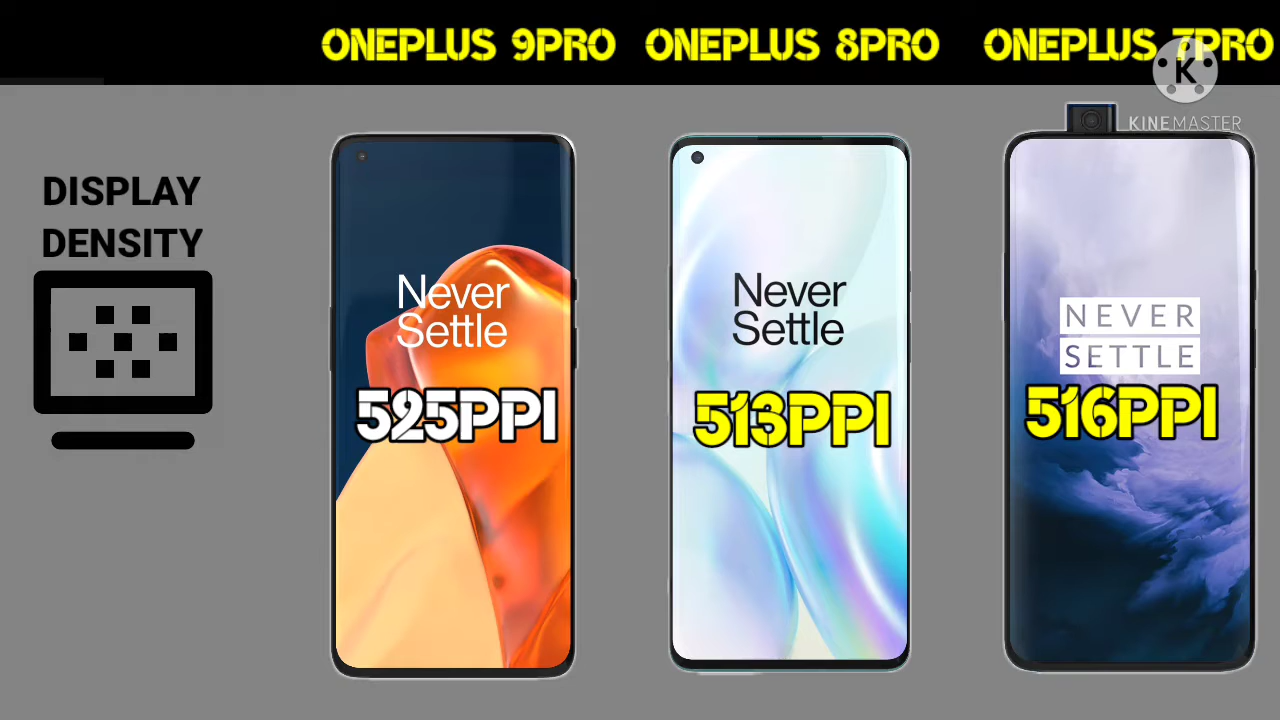 ONEPLUS 9PRO
ONEPLUS 8PRO
ONEPLUS 7PRO
K
KINEMASTER
DISPLAY
DENSITY
Never
Settle
525PPI
Never
Settle
513PPI
NEVER
SETTLE
516PPI